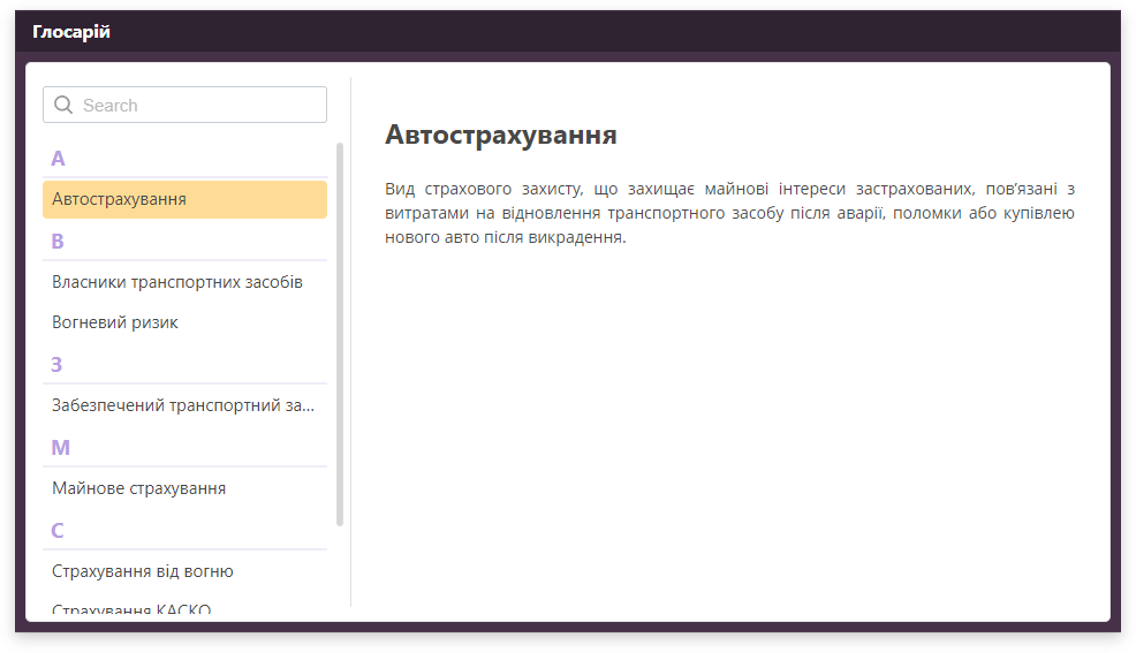 Глосарій
Search
А
Автострахування
В
Власники транспортних засобів
Вогневий ризик
З
Забезпечений транспортний за...
М
Майнове страхування
С
Страхування від вогню
Страхування КАСКО
Автострахування
Вид страхового захисту, що захищає майнові інтереси застрахованих, пов’язані з
витратами на відновлення транспортного засобу після аварії, поломки або купівлею
нового авто після викрадення.